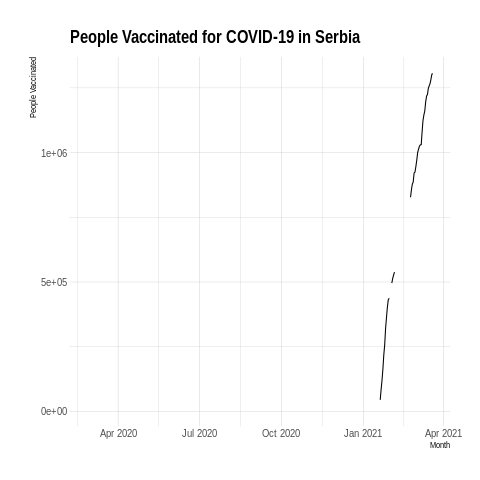 People Vaccinated for COVID-19 in Serbia
People Vaccinated
1e+06
5e+05
0e+00
Apr 2020 Jul 2020 Oct 2020 Jan 2021 Apr 2021
Month